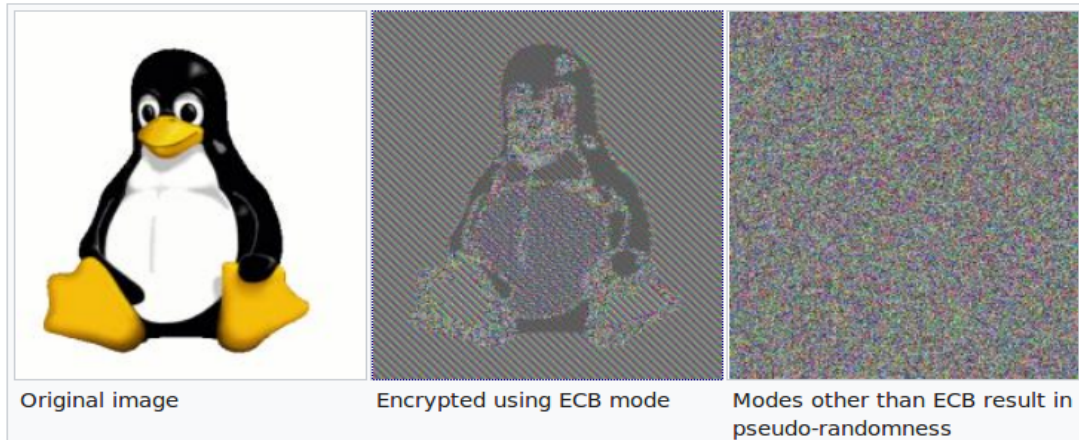 Original image
Encrypted using ECB mode
Modes other than ECB result in
pseudo-randomness